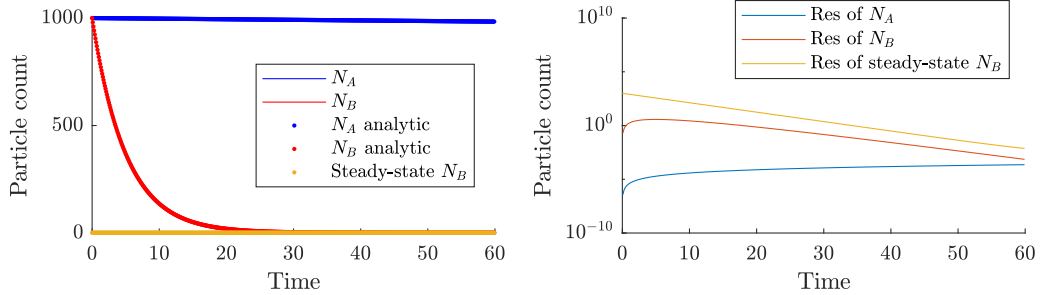 1000
500
0
0
10
20
30
40
50
60
Time
Particle count
N_A
N_B
N_A analytic
N_B analytic
Steady-state N_B
10^10
10^0
10^-10
0
10
20
30
40
50
60
Time
Particle count
Res of N_A
Res of N_B
Res of steady-state N_B